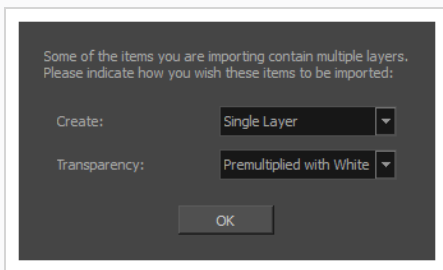 Some of the items you are importing contain multiple layers.
Please indicate how you wish these items to be imported:
Create: Single Layer
Transparency: Premultiplied with White
OK